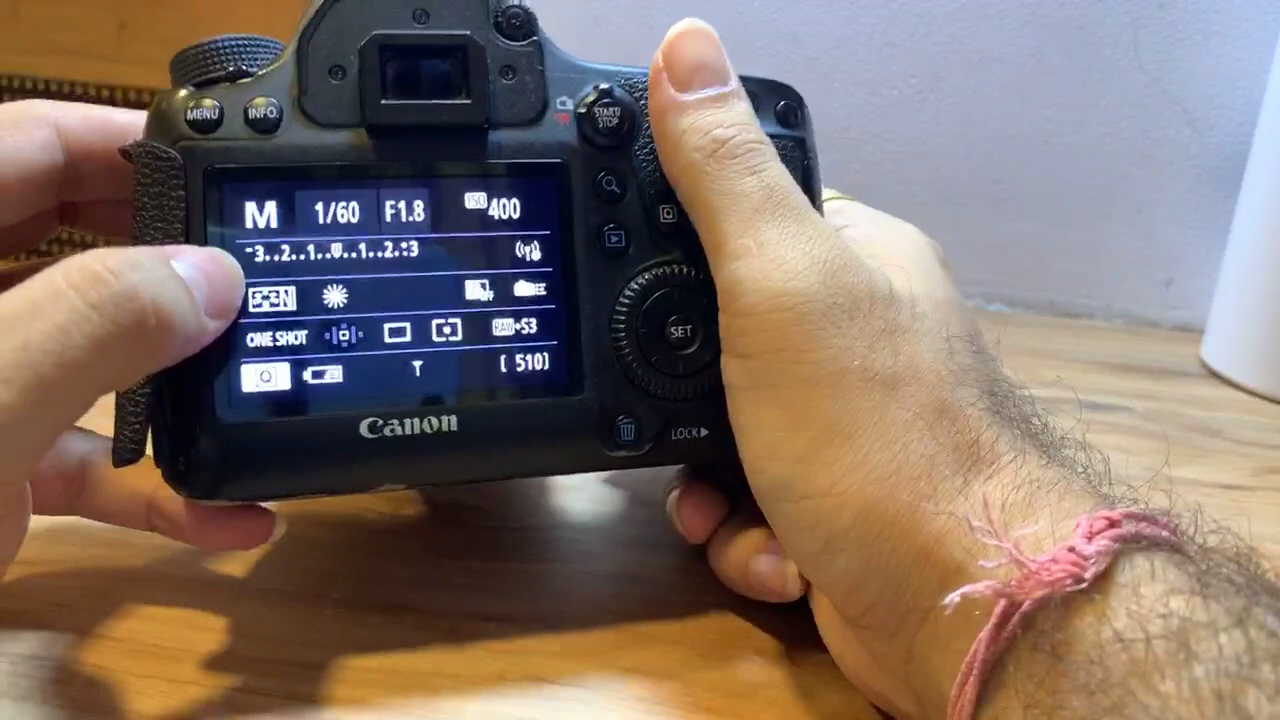 MENU INFO. START/
STOP
M 1/60 F1.8 ISO 400
-3..2..1..0..1..2.:3
ONE SHOT RAW+S3
Q [ 510]
Q
SET
Canon
LOCK▶